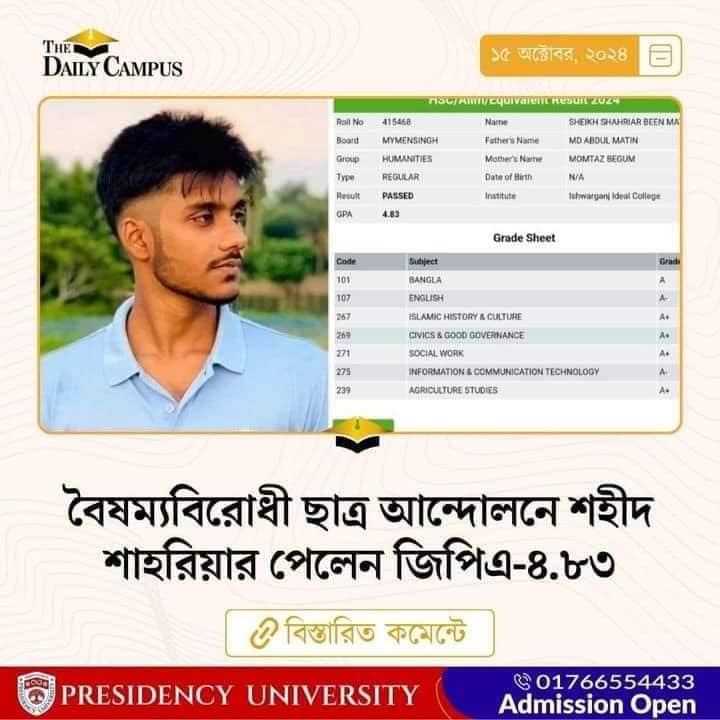 THE
DAILY CAMPUS
১৫ অক্টোবর, ২০২৪
HSC/Alim/Equivalent Result 2024
Roll No 415468 Name SHEIKH SHAHRIAR BEEN
Board MYMENSINGH Father's Name MD ABDUL MATIN
Group HUMANITIES Mother's Name MOMTAZ BEGUM
Type REGULAR Date of Birth N/A
Result PASSED Institute Ishwarganj Ideal College
GPA 4.83
Grade Sheet
Code Subject
101 BANGLA A
107 ENGLISH A-
267 ISLAMIC HISTORY & CULTURE A+
269 CIVICS & GOOD GOVERNANCE A+
271 SOCIAL WORK A+
275 INFORMATION & COMMUNICATION TECHNOLOGY A-
239 AGRICULTURE STUDIES A+
বৈষম্যবিরোধী ছাত্র আন্দোলনে শহীদ
শাহরিয়ার পেলেন জিপিএ-৪.৮৩
বিস্তারিত কমেন্টে
PRESIDENCY UNIVERSITY
01766554433
Admission Open